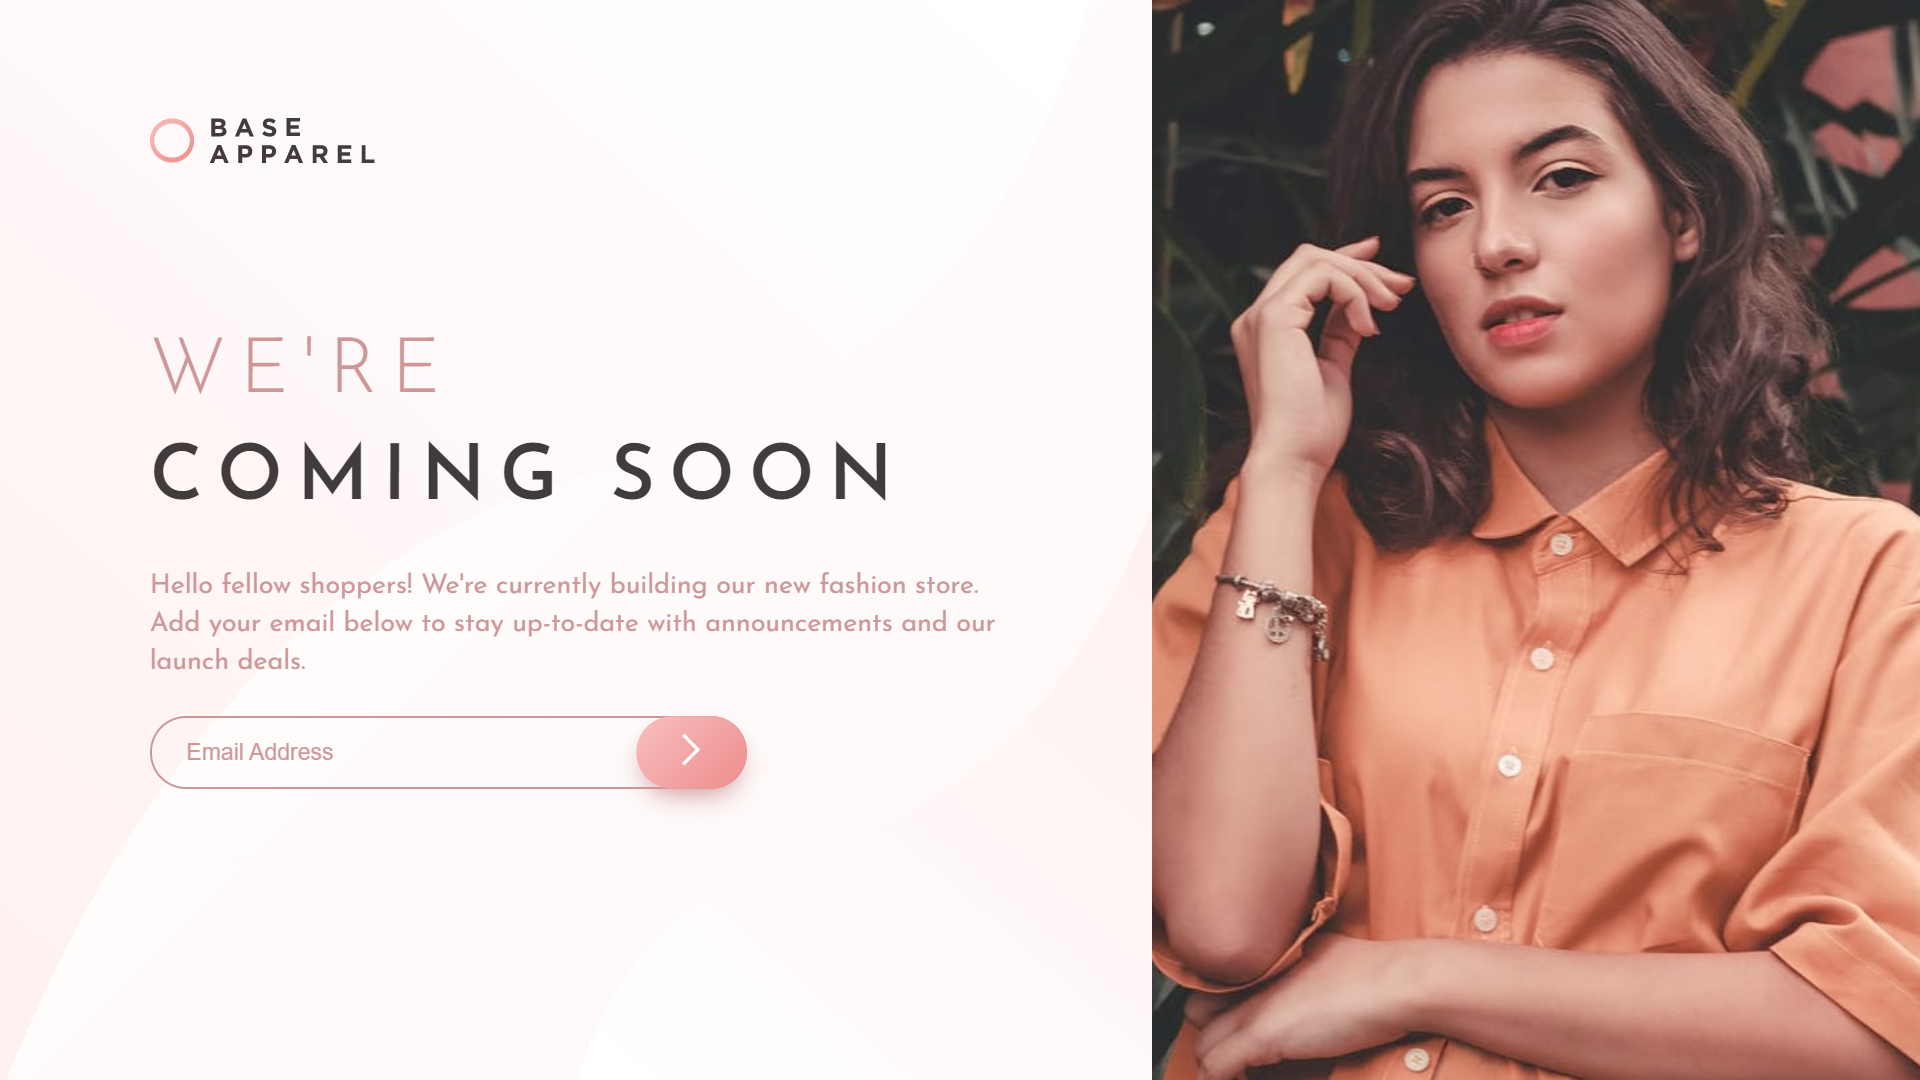 BASE
APPAREL
WE'RE
COMING SOON
Hello fellow shoppers! We're currently building our new fashion store.
Add your email below to stay up-to-date with announcements and our
launch deals.
Email Address